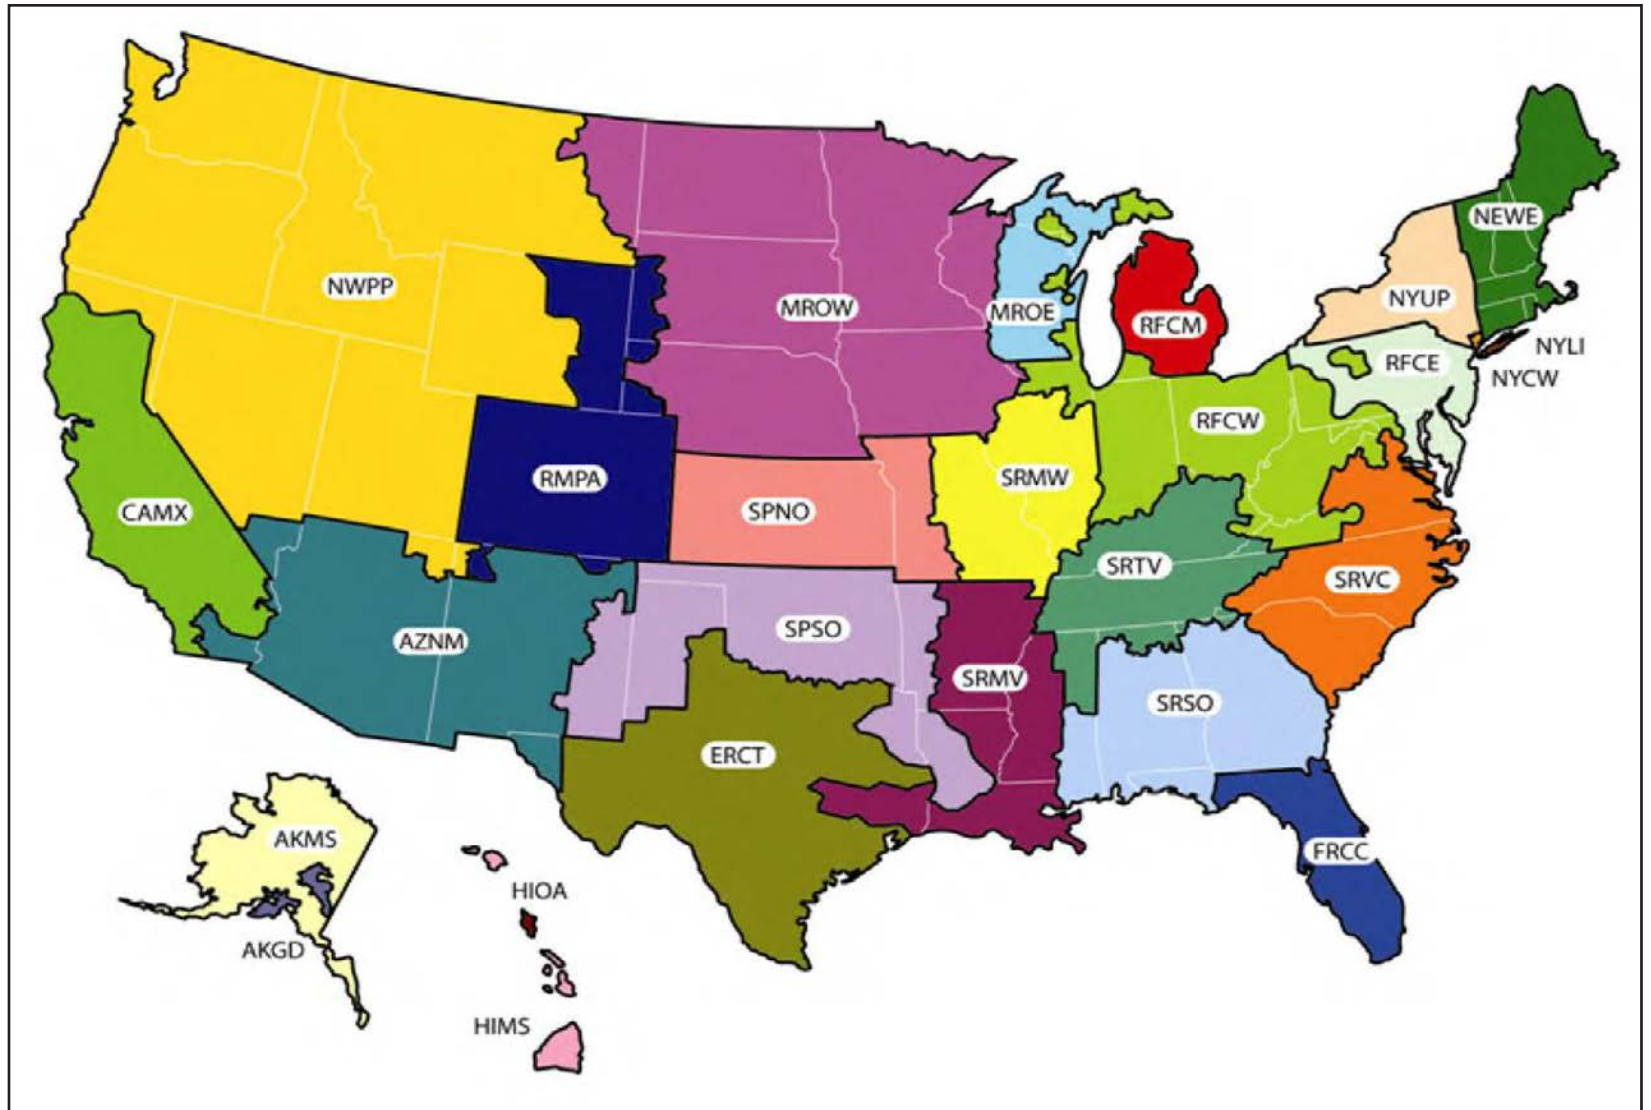 NEWE
NWPP
MROW
MROE
RFCM
NYUP
NYLI
RFCE
NYCW
RFCW
RMPA
SRMW
CAMX
SPNO
SRTV
SRVC
AZNM
SPSO
SRMV
SRSO
ERCT
AKMS
FRCC
HIOA
AKGD
HIMS